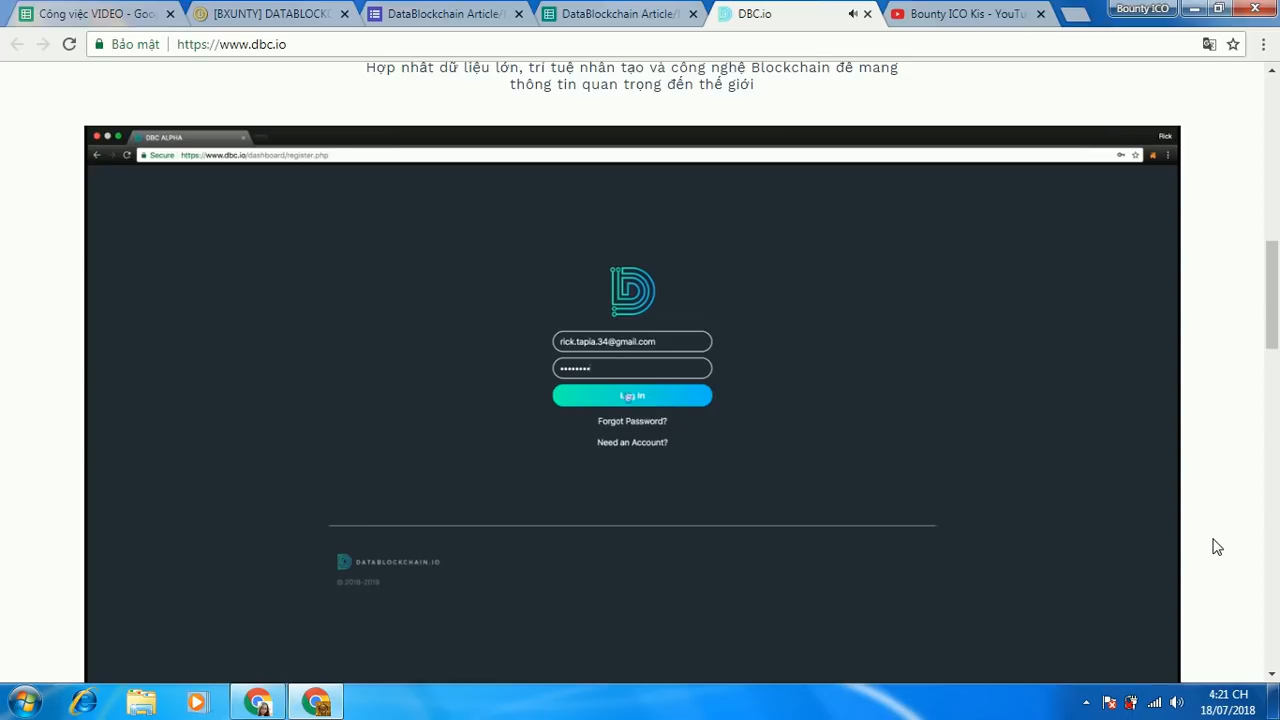 Công việc VIDEO - Goo
[BXUNTY] DATABLOCKC
DataBlockchain Article/
DataBlockchain Article/
DBC.io
Bounty ICO Kis - YouTu
Bounty ICO
Bảo mật
https://www.dbc.io
Hợp nhất dữ liệu lớn, trí tuệ nhân tạo và công nghệ Blockchain để mang
thông tin quan trọng đến thế giới
DBC ALPHA
Rick
Secure https://www.dbc.io/dashboard/register.php
rick.tapia.34@gmail.com
••••••••
Log In
Forgot Password?
Need an Account?
DATABLOCKCHAIN.IO
© 2018-2019
4:21 CH
18/07/2018